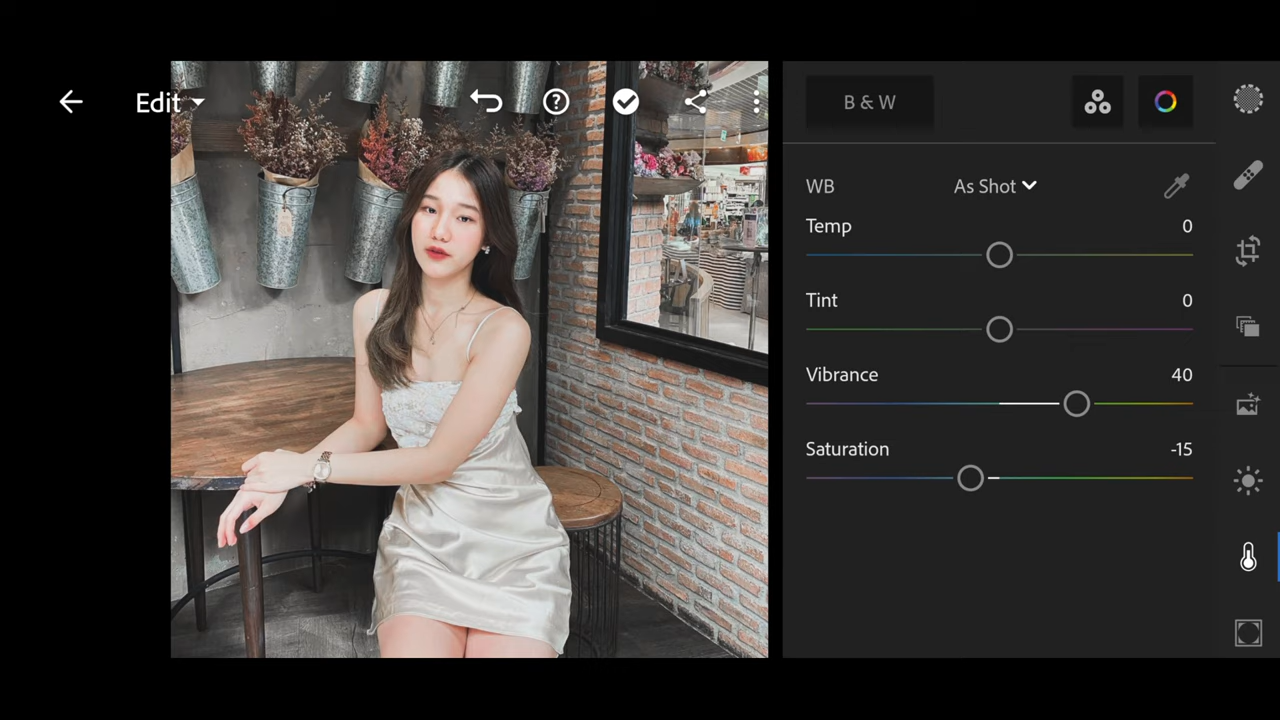 Edit
B & W
WB
As Shot
Temp
0
Tint
0
Vibrance
40
Saturation
-15